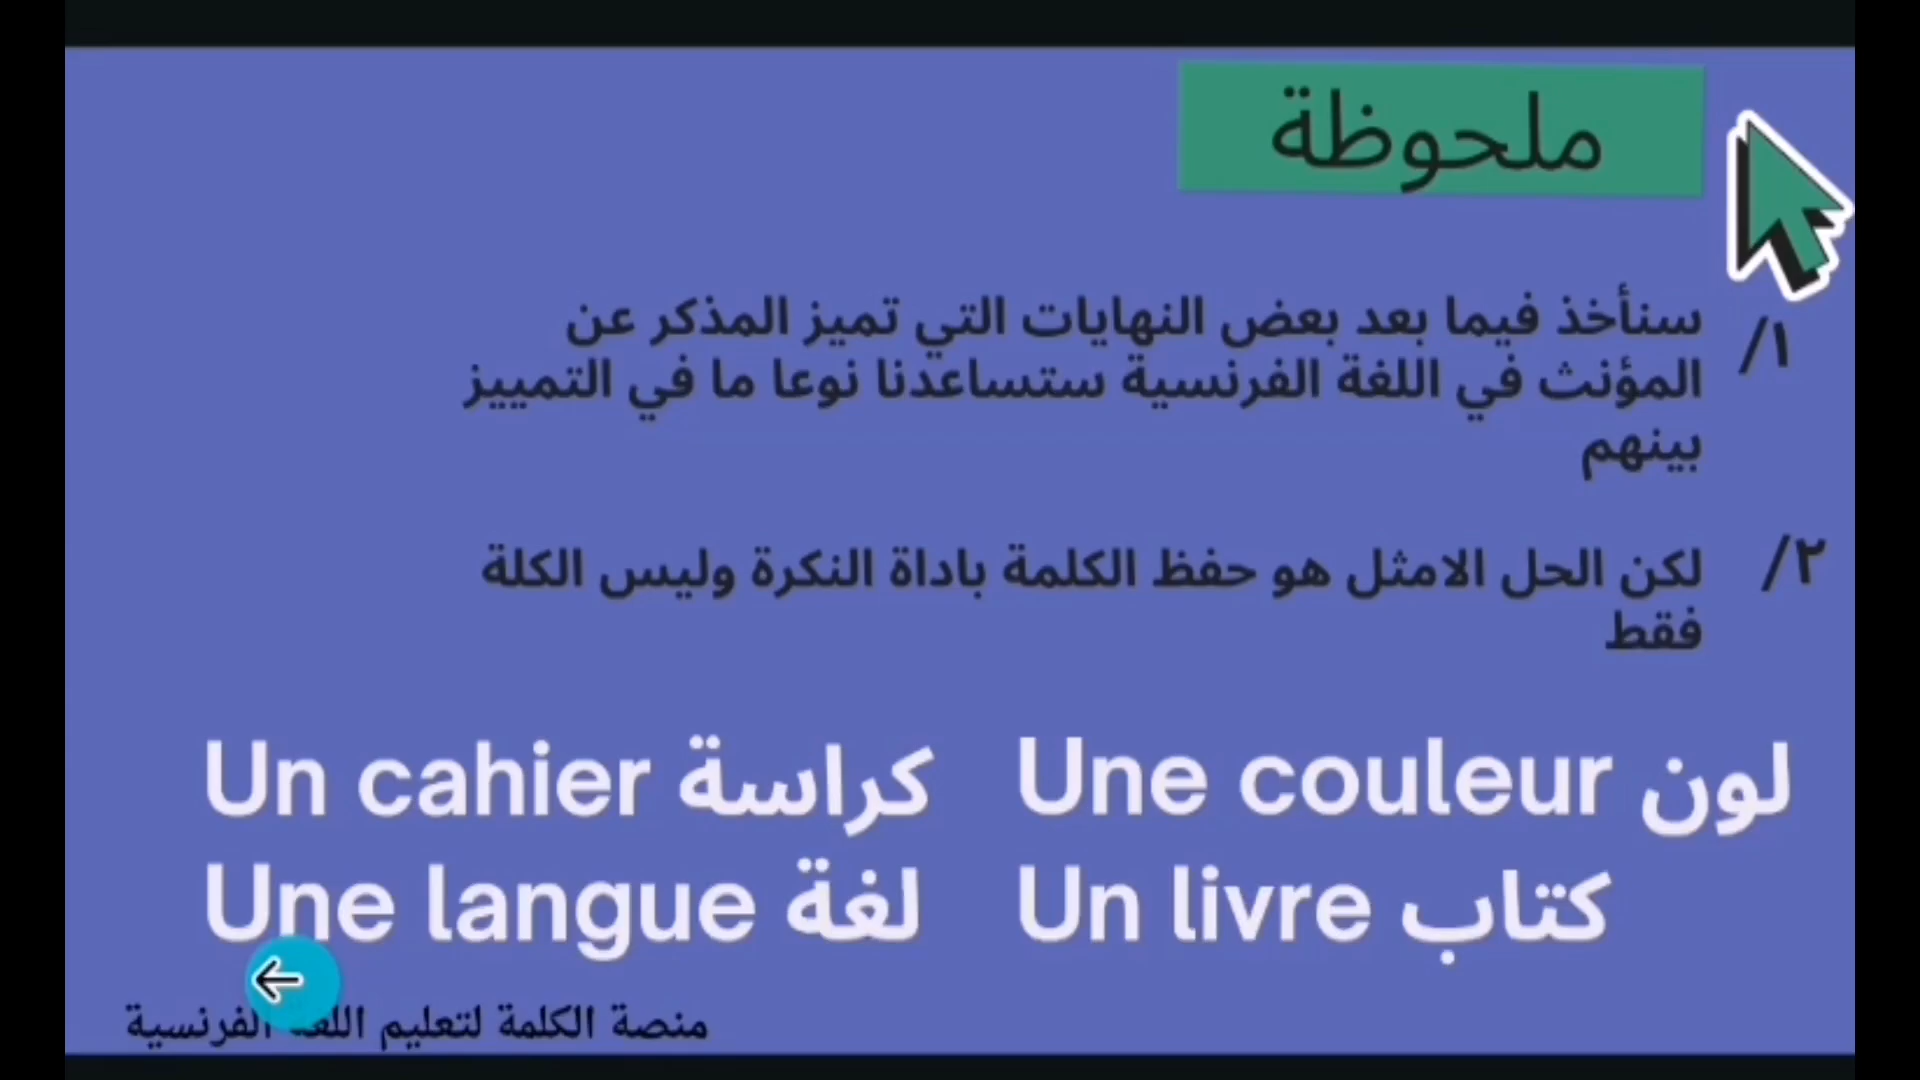 ملحوظة
١/ سنأخذ فيما بعد بعض النهايات التي تميز المذكر عن
المؤنث في اللغة الفرنسية ستساعدنا نوعا ما في التمييز
بينهم
٢/ لكن الحل الامثل هو حفظ الكلمة باداة النكرة وليس الكلة
فقط
Un cahier كراسة Une couleur لون
Une langue لغة Un livre كتاب
منصة الكلمة لتعليم اللغة الفرنسية